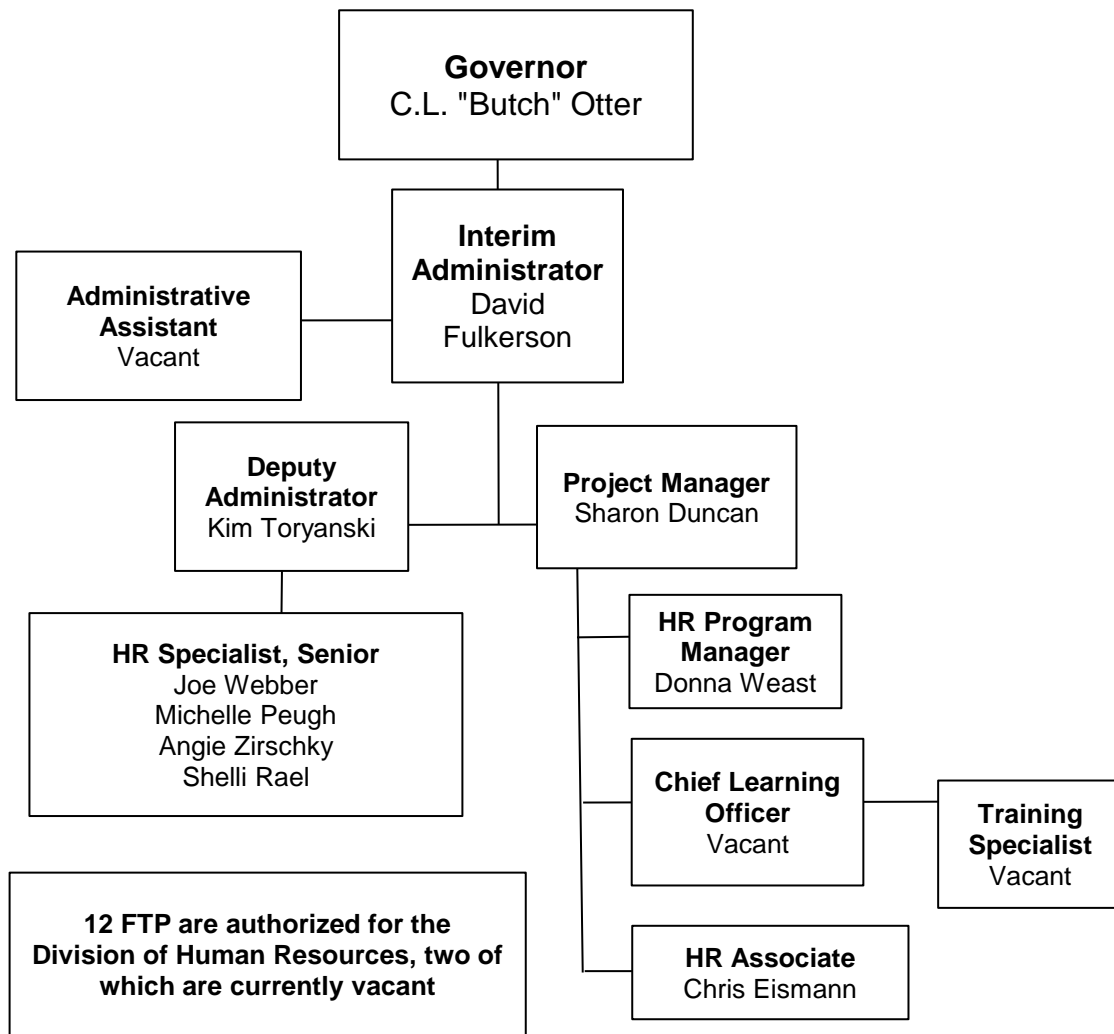 Governor
C.L. "Butch" Otter
Interim
Administrator
David
Fulkerson
Administrative
Assistant
Vacant
Deputy
Administrator
Kim Toryanski
Project Manager
Sharon Duncan
HR Specialist, Senior
Joe Webber
Michelle Peugh
Angie Zirschky
Shelli Rael
HR Program
Manager
Donna Weast
Chief Learning
Officer
Vacant
Training
Specialist
Vacant
HR Associate
Chris Eismann
12 FTP are authorized for the
Division of Human Resources, two of
which are currently vacant